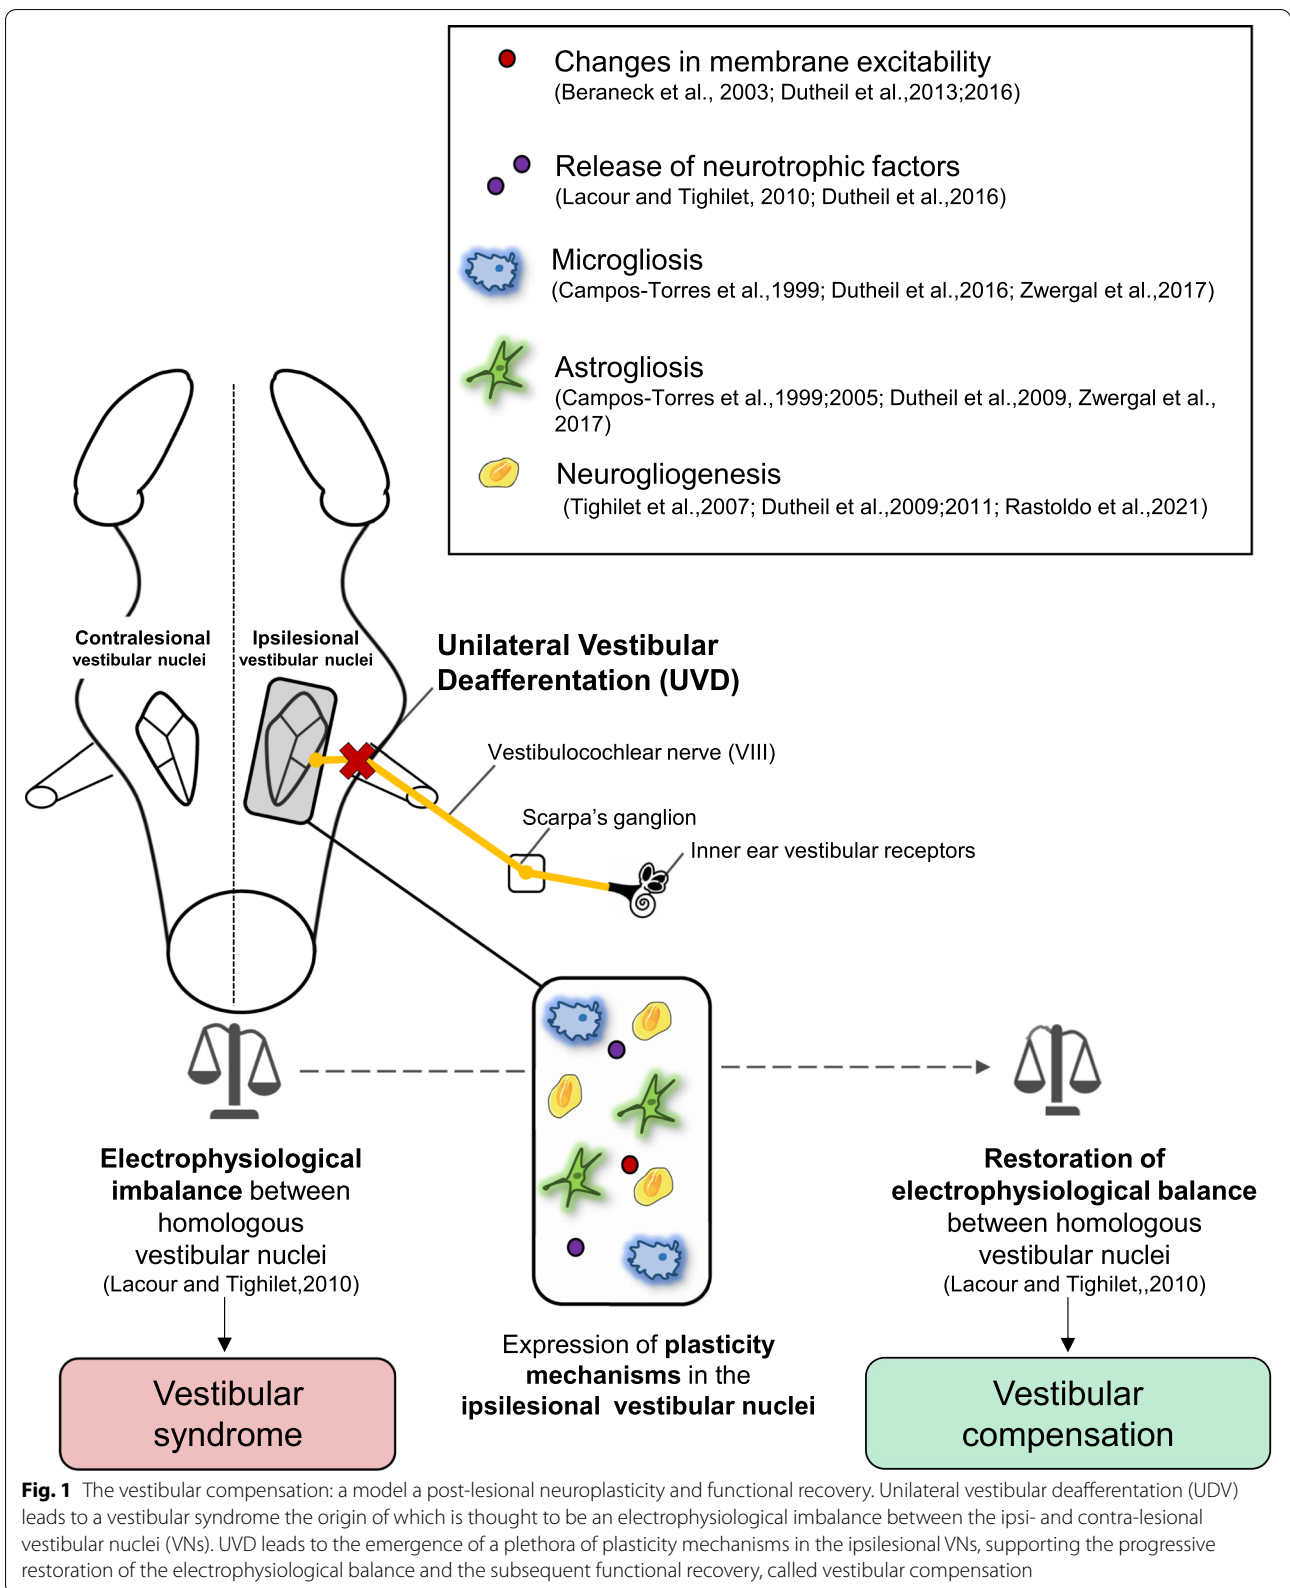 Changes in membrane excitability
(Beraneck et al., 2003; Dutheil et al.,2013;2016)
Release of neurotrophic factors
(Lacour and Tighilet, 2010; Dutheil et al.,2016)
Microgliosis
(Campos-Torres et al.,1999; Dutheil et al.,2016; Zwergal et al.,2017)
Astrogliosis
(Campos-Torres et al.,1999;2005; Dutheil et al.,2009, Zwergal et al.,
2017)
Neurogliogenesis
(Tighilet et al.,2007; Dutheil et al.,2009;2011; Rastoldo et al.,2021)
Contralesional
vestibular nuclei
Ipsilesional
vestibular nuclei
Unilateral Vestibular
Deafferentation (UVD)
Vestibulocochlear nerve (VIII)
Scarpa's ganglion
Inner ear vestibular receptors
Electrophysiological
imbalance between
homologous
vestibular nuclei
(Lacour and Tighilet,2010)
Vestibular
syndrome
Expression of plasticity
mechanisms in the
ipsilesional vestibular nuclei
Restoration of
electrophysiological balance
between homologous
vestibular nuclei
(Lacour and Tighilet,,2010)
Vestibular
compensation
Fig. 1 The vestibular compensation: a model a post-lesional neuroplasticity and functional recovery. Unilateral vestibular deafferentation (UDV)
leads to a vestibular syndrome the origin of which is thought to be an electrophysiological imbalance between the ipsi- and contra-lesional
vestibular nuclei (VNs). UVD leads to the emergence of a plethora of plasticity mechanisms in the ipsilesional VNs, supporting the progressive
restoration of the electrophysiological balance and the subsequent functional recovery, called vestibular compensation